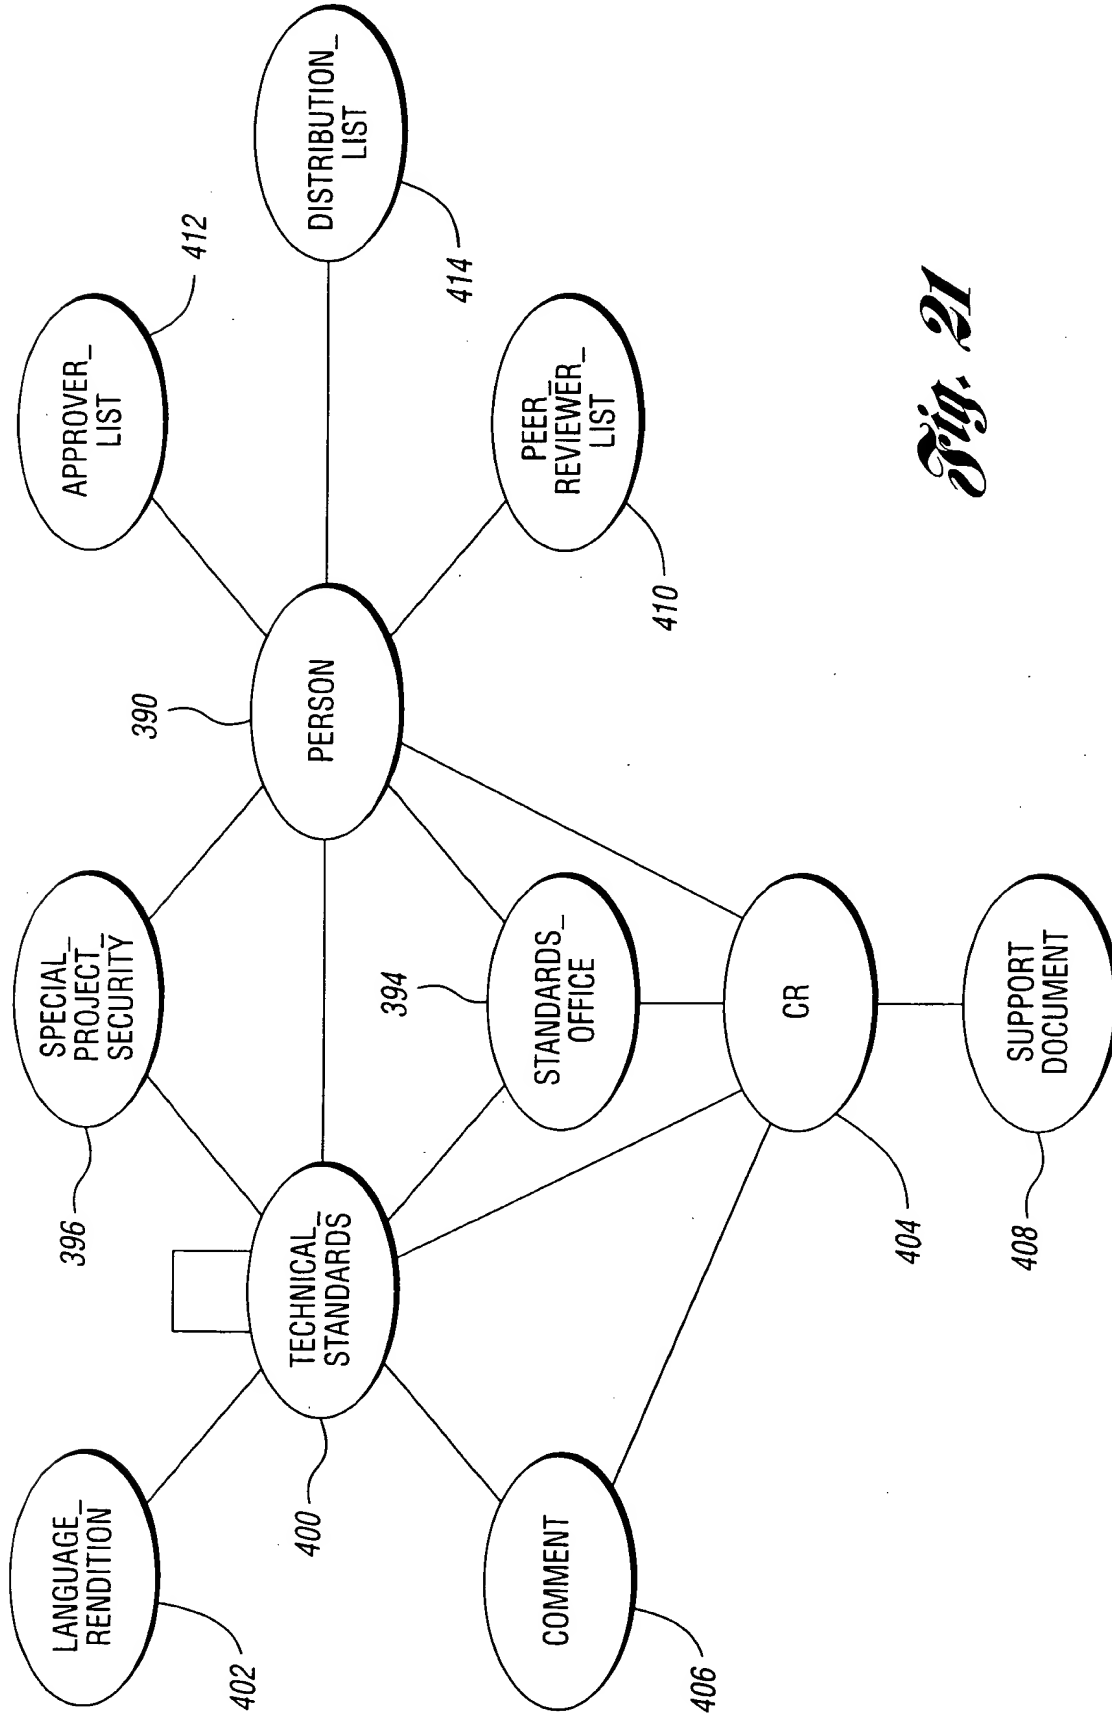 LANGUAGE_
RENDITION
402
SPECIAL_
PROJECT_
SECURITY
396
APPROVER_
LIST
412
390
TECHNICAL_
STANDARDS
400
PERSON
DISTRIBUTION_
LIST
414
394
COMMENT
406
STANDARDS_
OFFICE
PEER_
REVIEWER_
LIST
410
CR
404
SUPPORT
DOCUMENT
408
Fig. 21